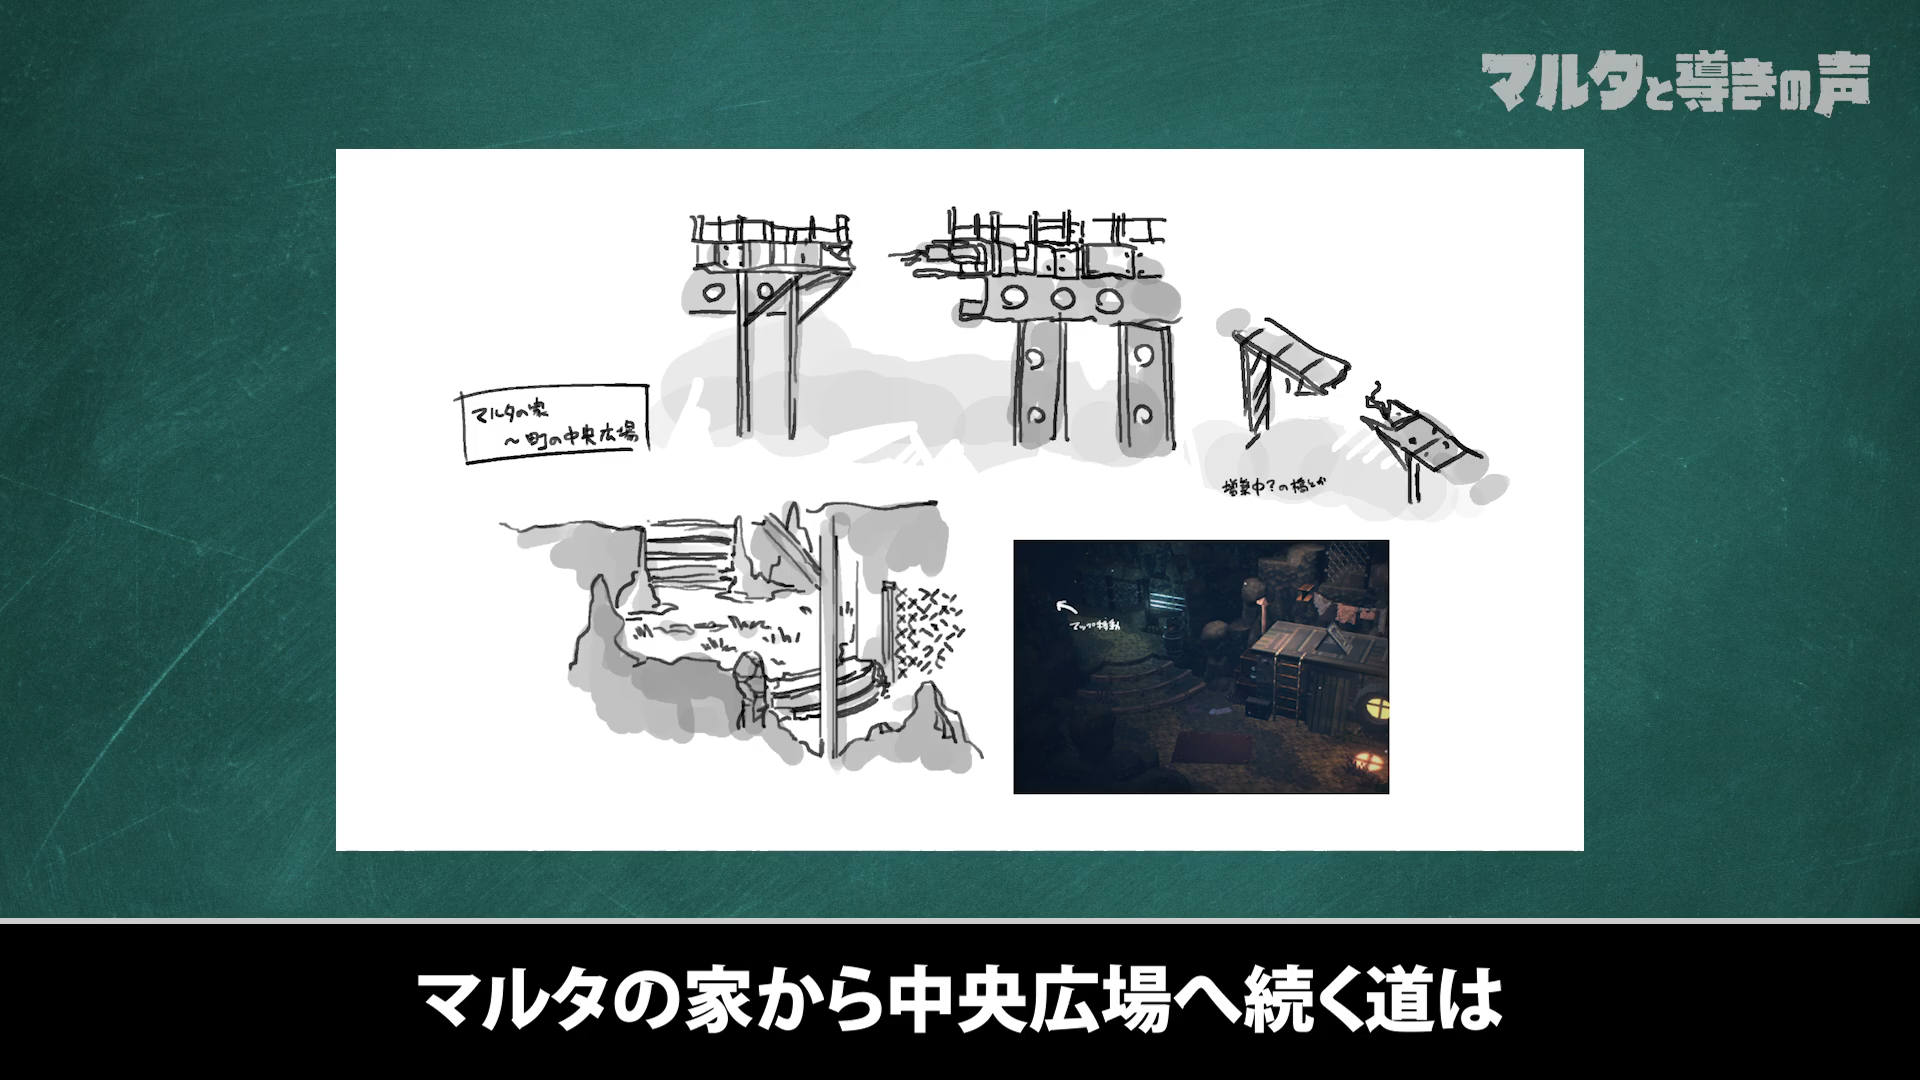 マルタと導きの声
マルタの家
～町の中央広場
増築中?の橋とか
マップ移動
マルタの家から中央広場へ続く道は